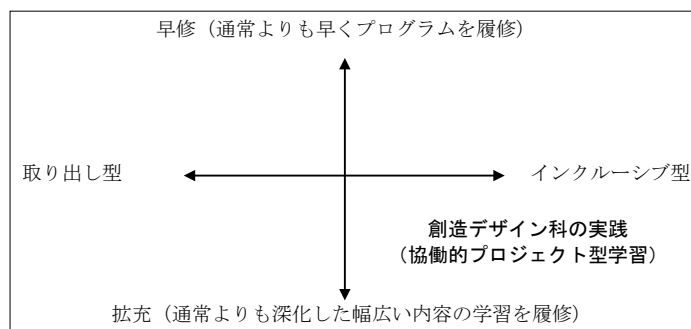 早修（通常よりも早くプログラムを履修）
取り出し型
インクルーシブ型
創造デザイン科の実践
（協働的プロジェクト型学習）
拡充（通常よりも深化した幅広い内容の学習を履修）